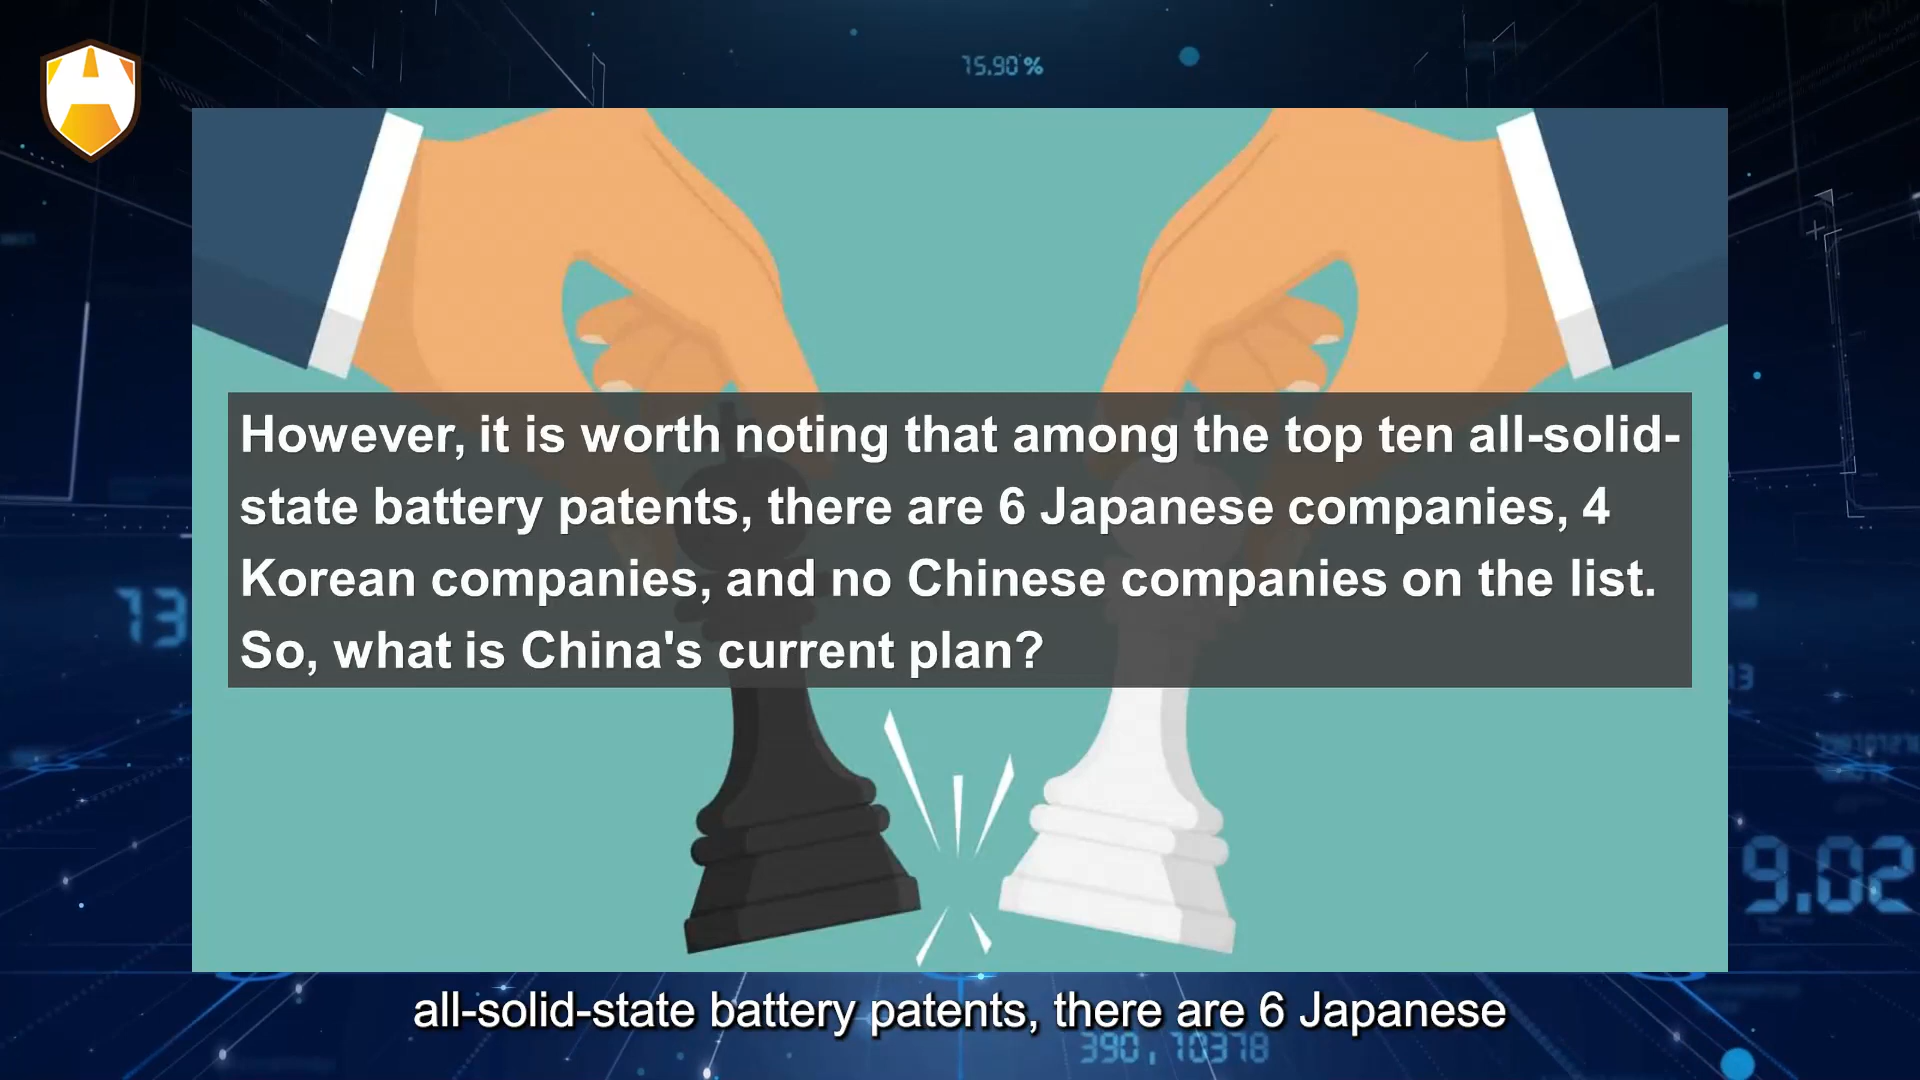 75.90%
However, it is worth noting that among the top ten all-solid-
state battery patents, there are 6 Japanese companies, 4
Korean companies, and no Chinese companies on the list.
So, what is China's current plan?
73
9.02
all-solid-state battery patents, there are 6 Japanese
390,10378